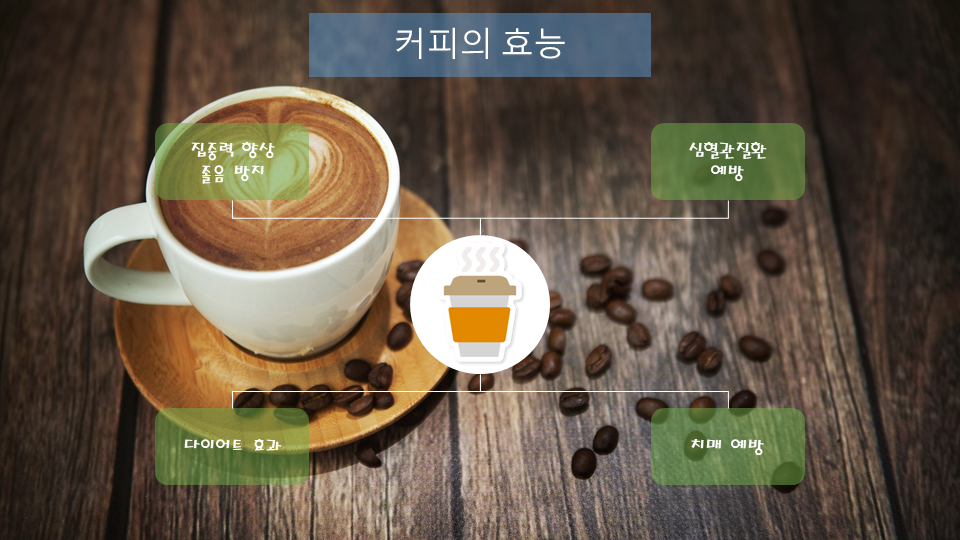 커피의 효능
집중력 향상
졸음 방지
심혈관질환
예방
다이어트 효과
치매 예방